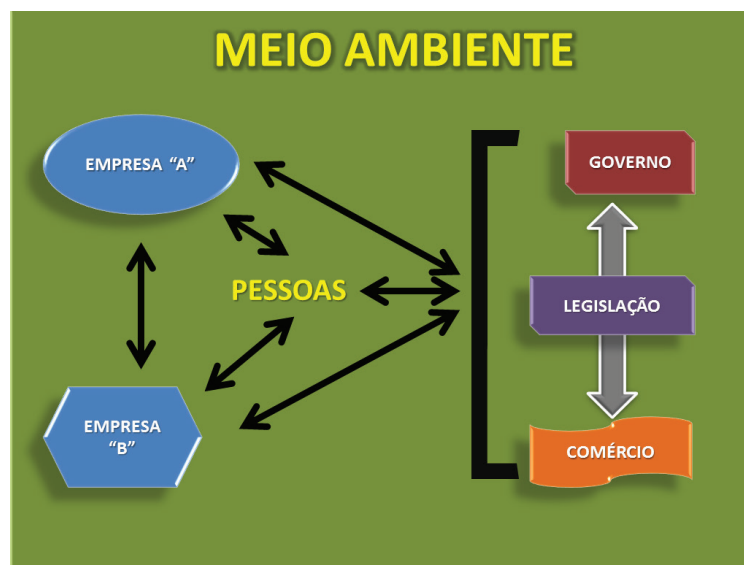 MEIO AMBIENTE
EMPRESA "A"
GOVERNO
PESSOAS
LEGISLAÇÃO
EMPRESA
"B"
COMÉRCIO